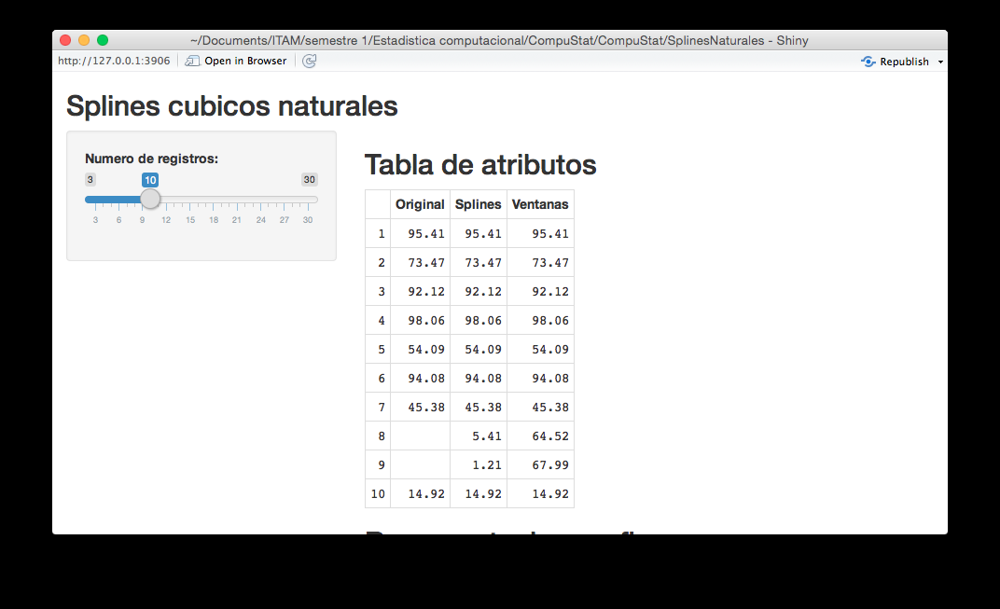 ~/Documents/ITAM/semestre 1/Estadistica computacional/CompuStat/CompuStat/SplinesNaturales - Shiny
http://127.0.0.1:3906 Open in Browser Republish
Splines cubicos naturales
Numero de registros:
3 10 30
3 6 9 12 15 18 21 24 27 30
Tabla de atributos
Original Splines Ventanas
1 95.41 95.41 95.41
2 73.47 73.47 73.47
3 92.12 92.12 92.12
4 98.06 98.06 98.06
5 54.09 54.09 54.09
6 94.08 94.08 94.08
7 45.38 45.38 45.38
8 5.41 64.52
9 1.21 67.99
10 14.92 14.92 14.92